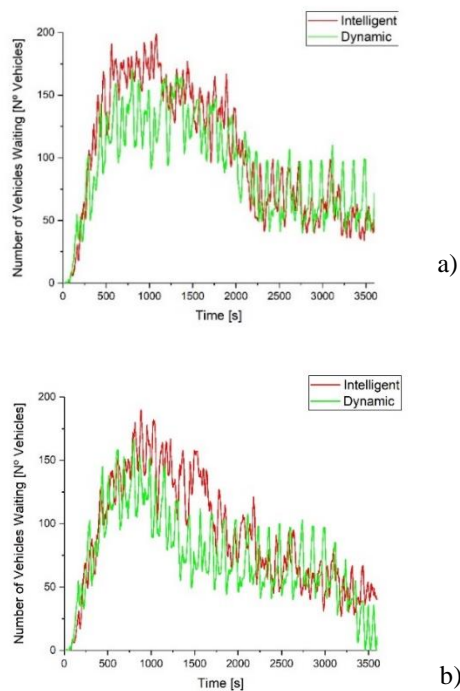 Intelligent
Dynamic
Number of Vehicles Waiting [Nº Vehicles]
200
150
100
50
0
0 500 1000 1500 2000 2500 3000 3500
Time [s]
a)
Intelligent
Dynamic
Number of Vehicles Waiting [Nº Vehicles]
200
150
100
50
0
0 500 1000 1500 2000 2500 3000 3500
Time [s]
b)